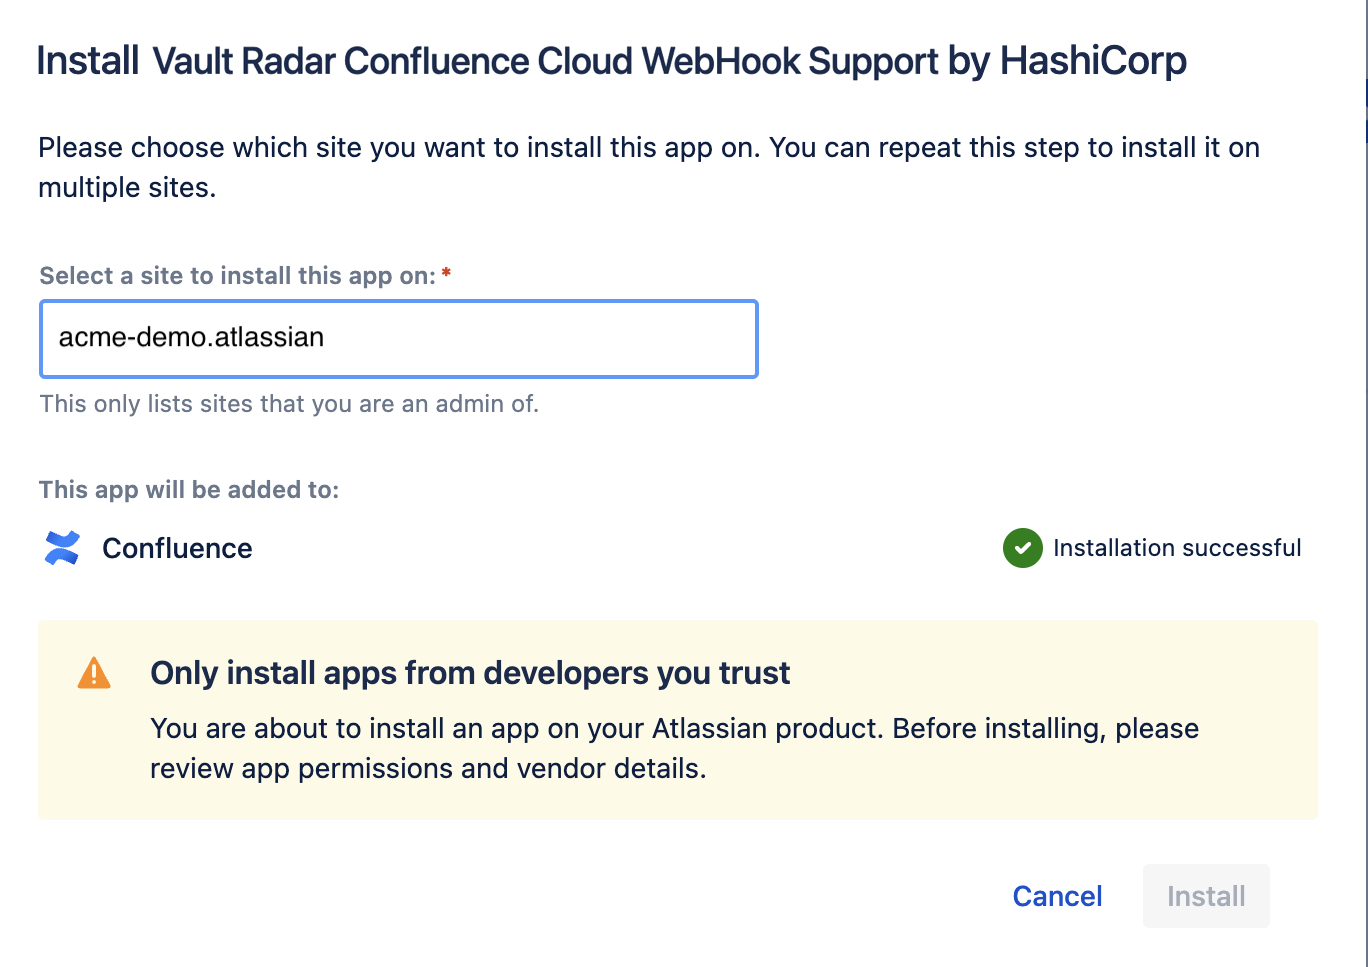 Install Vault Radar Confluence Cloud WebHook Support by HashiCorp
Please choose which site you want to install this app on. You can repeat this step to install it on
multiple sites.
Select a site to install this app on: *
acme-demo.atlassian
This only lists sites that you are an admin of.
This app will be added to:
Confluence
Installation successful
Only install apps from developers you trust
You are about to install an app on your Atlassian product. Before installing, please
review app permissions and vendor details.
Cancel
Install